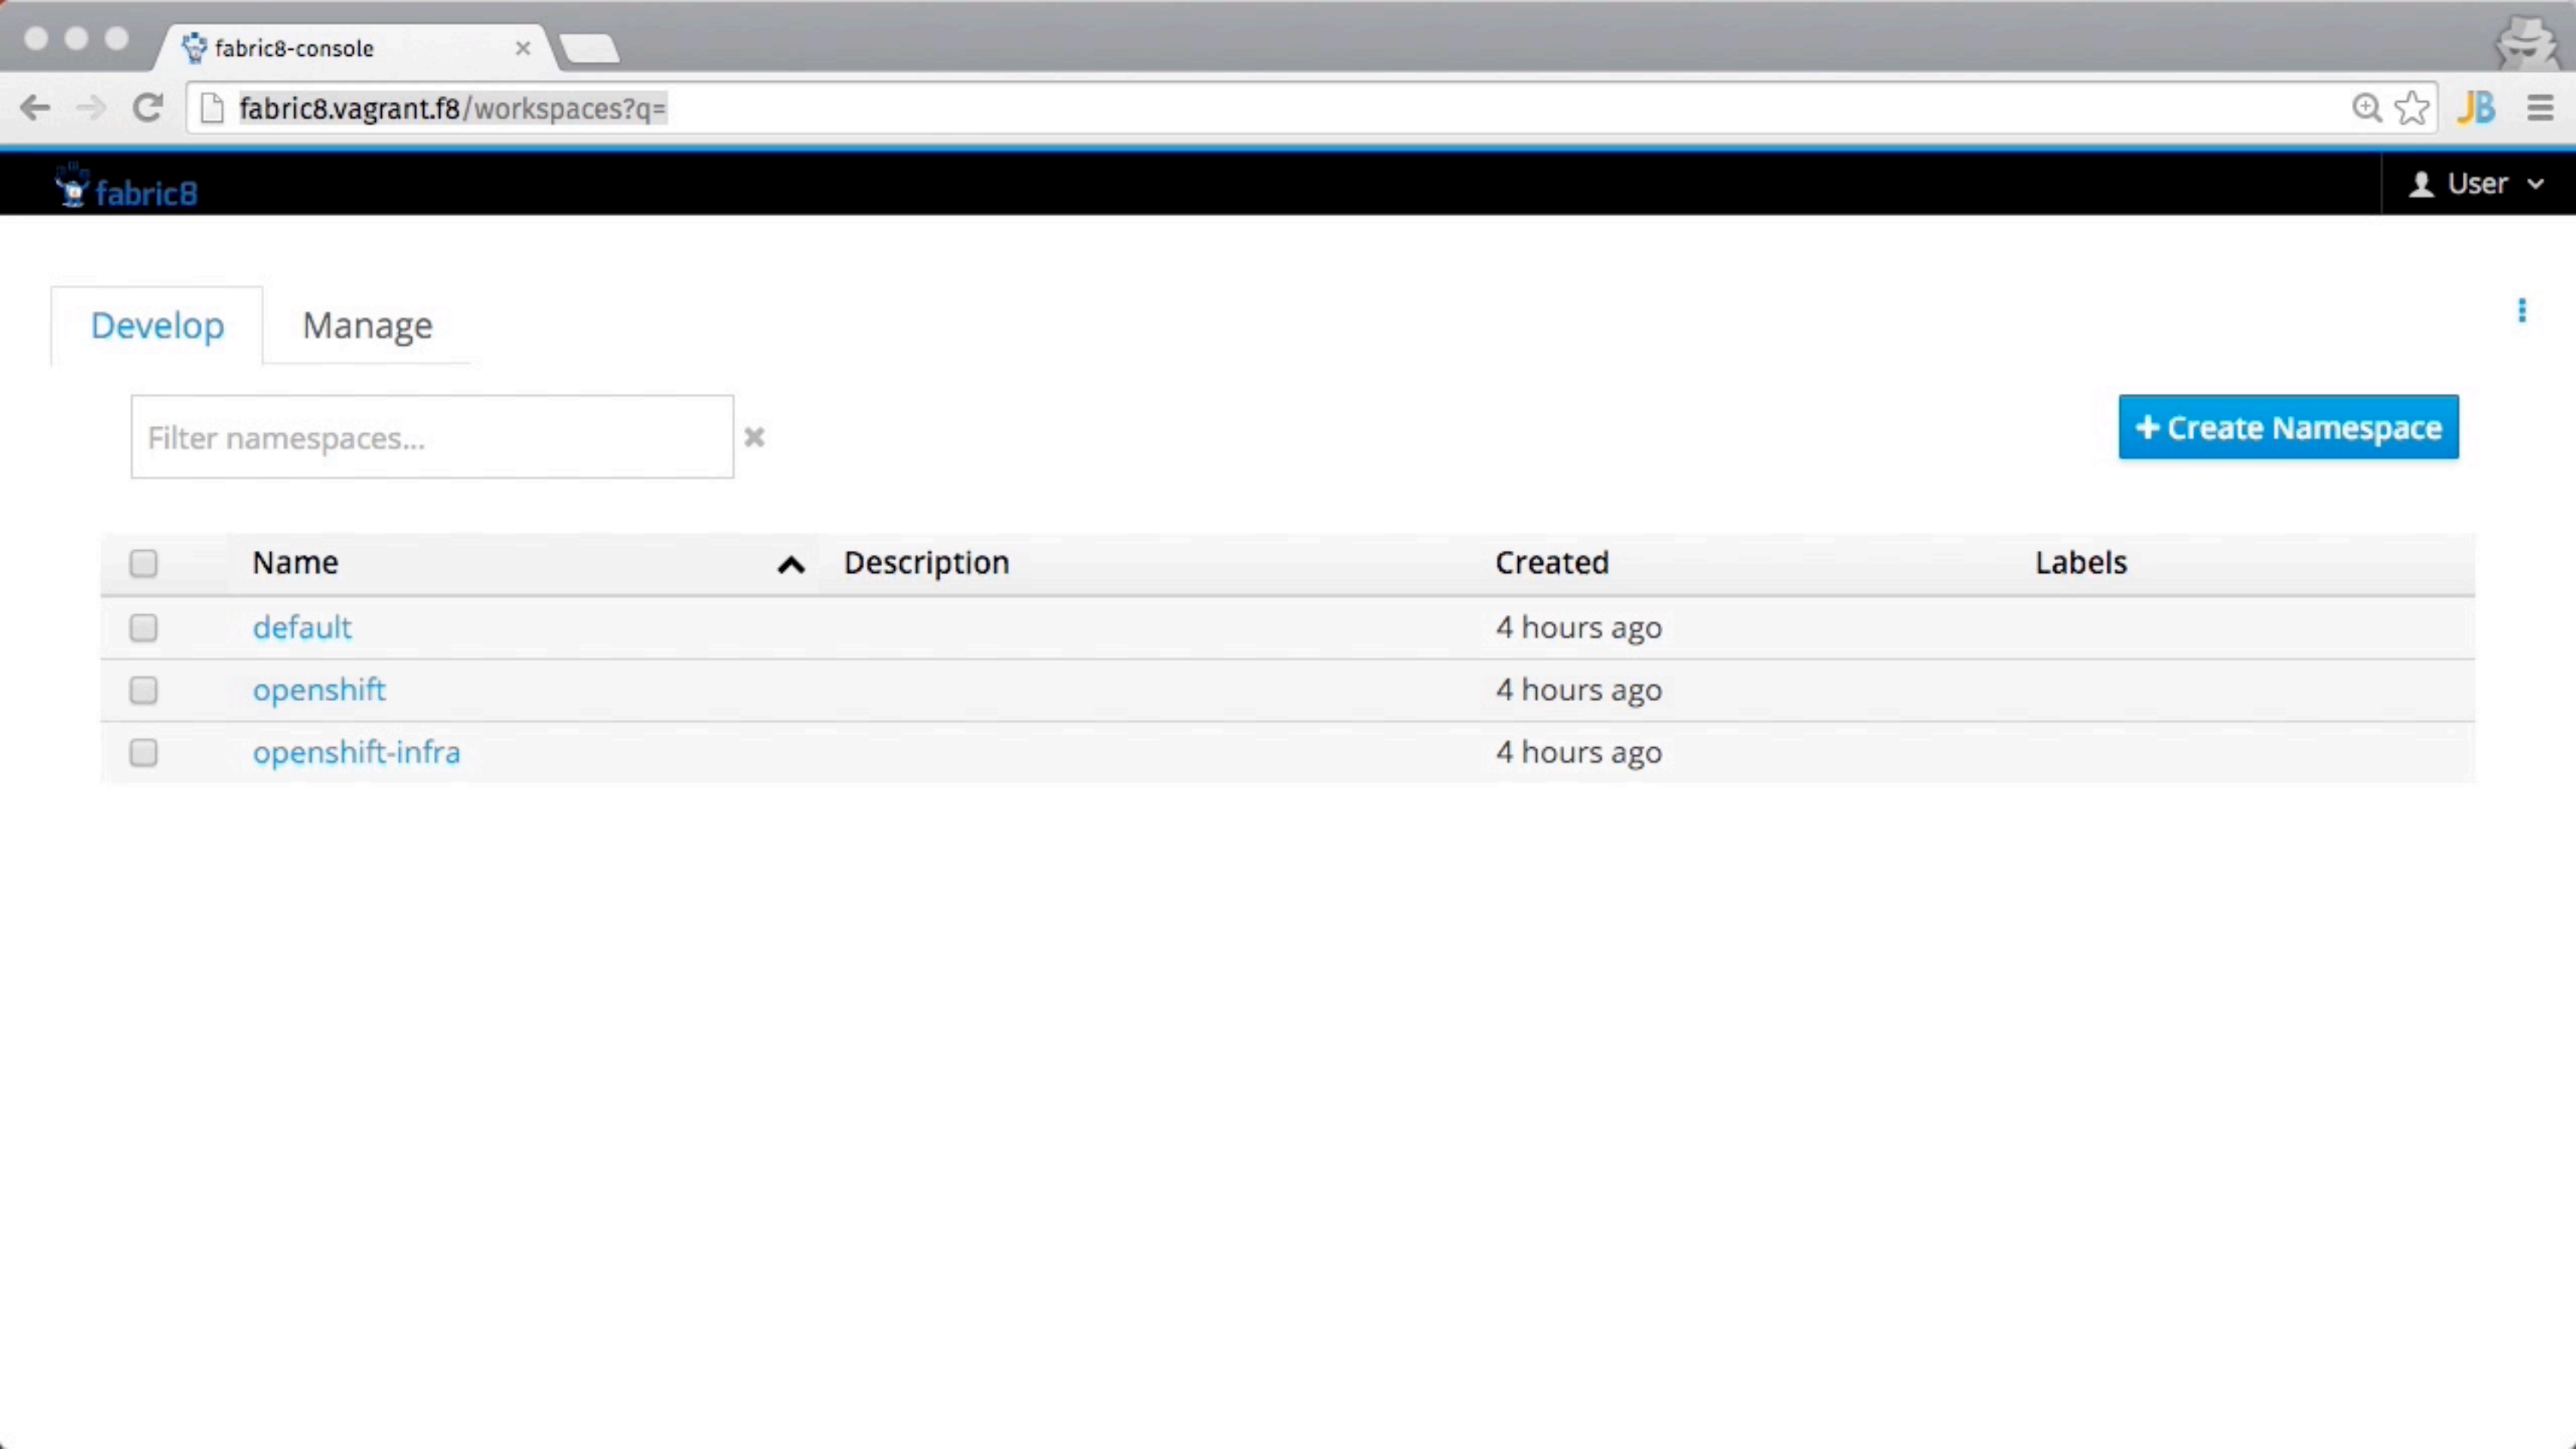 fabric8-console
fabric8.vagrant.f8/workspaces?q=
JB
fabric8
User
Develop Manage
Filter namespaces...
Create Namespace
Name Description Created Labels
default 4 hours ago
openshift 4 hours ago
openshift-infra 4 hours ago